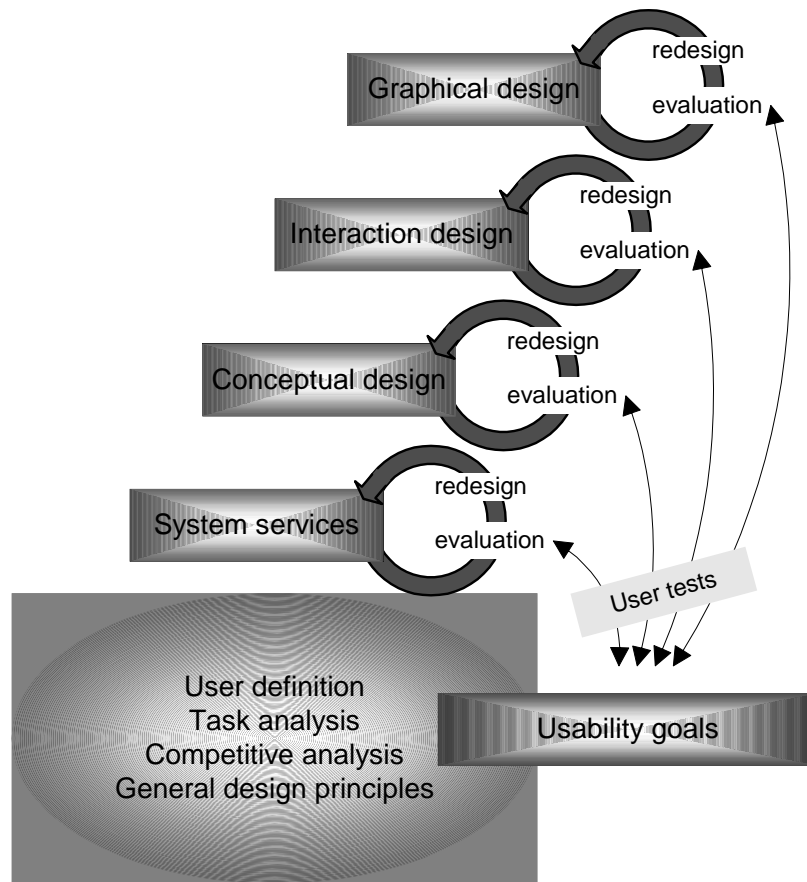 redesign
Graphical design
evaluation
redesign
Interaction design
evaluation
redesign
Conceptual design
evaluation
redesign
System services
evaluation
User tests
User definition
Task analysis
Competitive analysis
General design principles
Usability goals